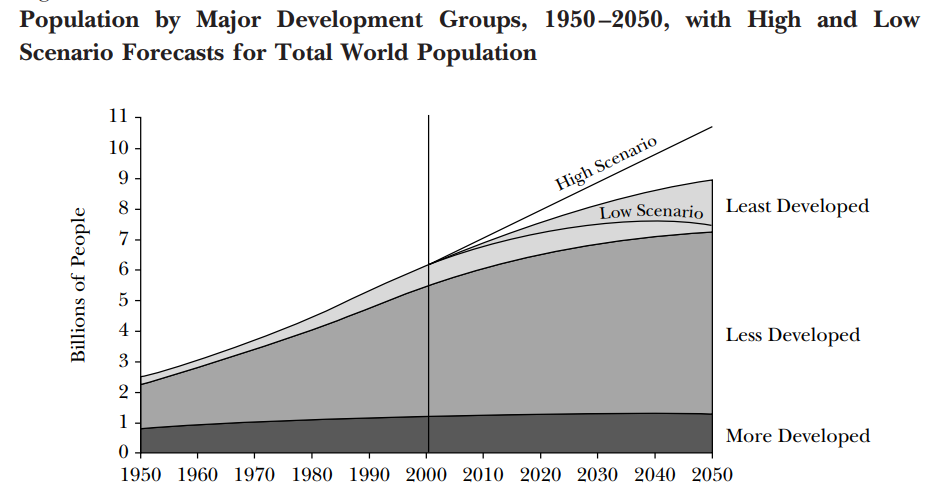 Population by Major Development Groups, 1950–2050, with High and Low
Scenario Forecasts for Total World Population
11
10
9
8
7
6
5
4
3
2
1
0
Billions of People
High Scenario
Low Scenario
Least Developed
Less Developed
More Developed
1950 1960 1970 1980 1990 2000 2010 2020 2030 2040 2050